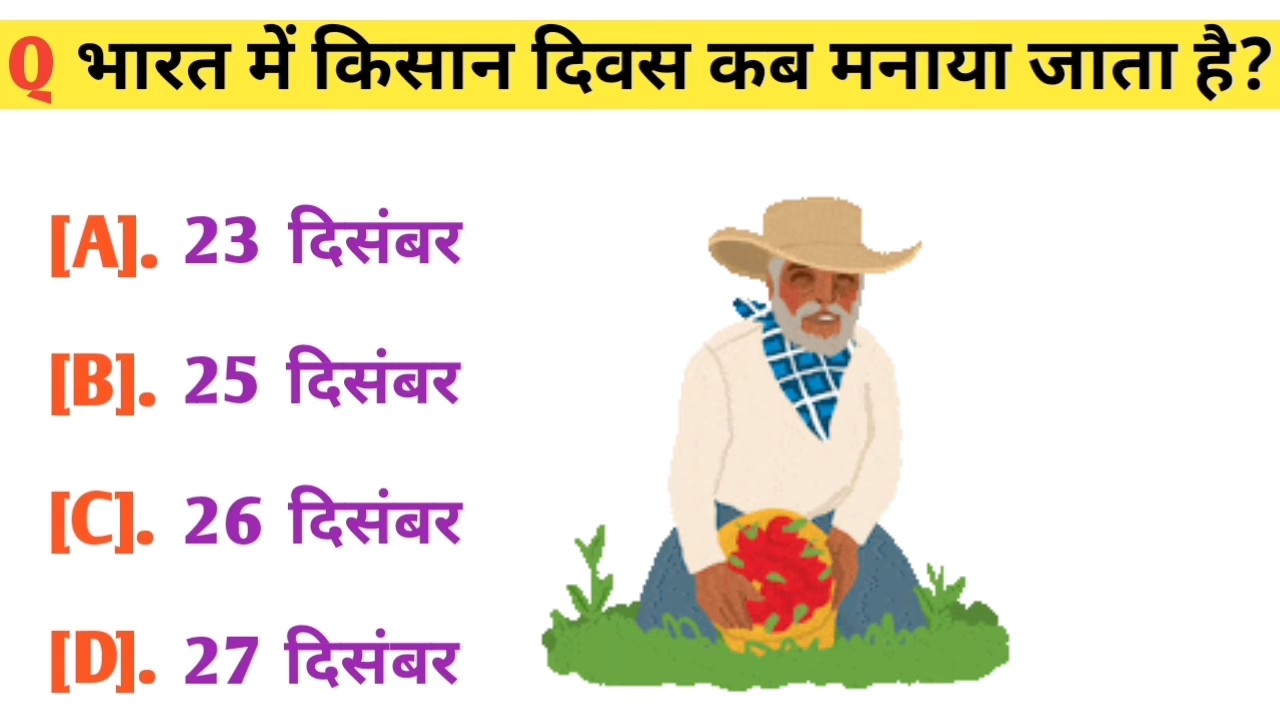 Q भारत में किसान दिवस कब मनाया जाता है?
[A]. 23 दिसंबर
[B]. 25 दिसंबर
[C]. 26 दिसंबर
[D]. 27 दिसंबर